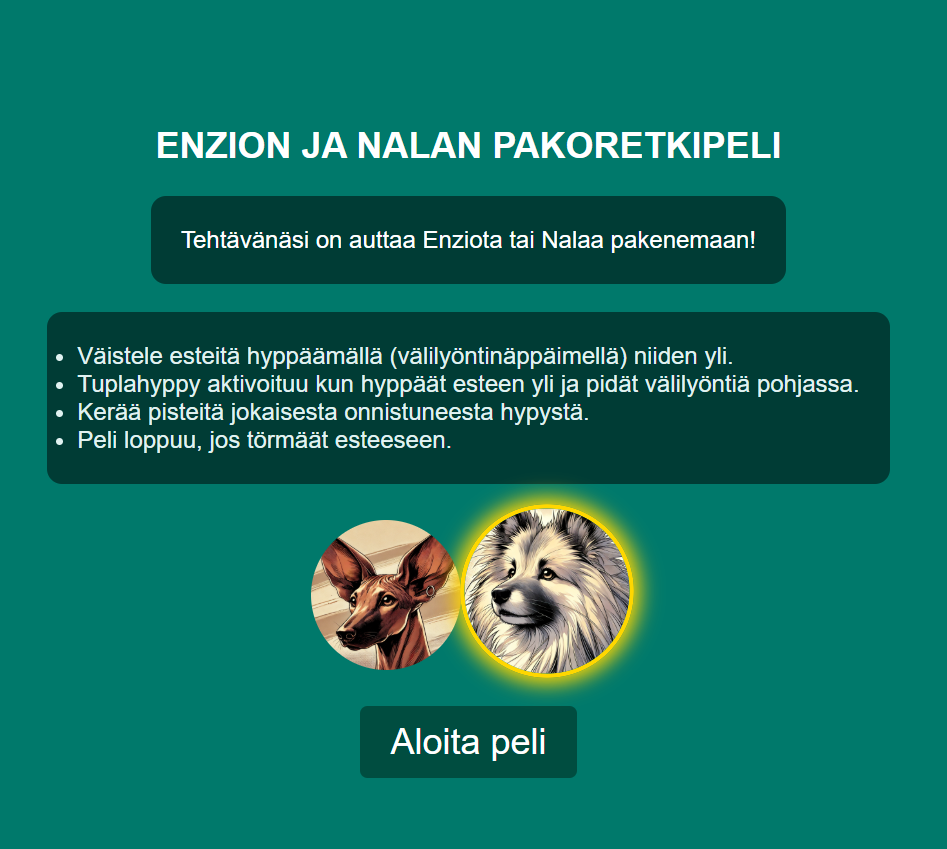 ENZION JA NALAN PAKORETKIPELI
Tehtävänäsi on auttaa Enziota tai Nalaa pakenemaan!
• Väistele esteitä hyppäämällä (välilyöntinäppäimellä) niiden yli.
• Tuplahyppy aktivoituu kun hyppäät esteen yli ja pidät välilyöntiä pohjassa.
• Kerää pisteitä jokaisesta onnistuneesta hypystä.
• Peli loppuu, jos törmäät esteeseen.
Aloita peli